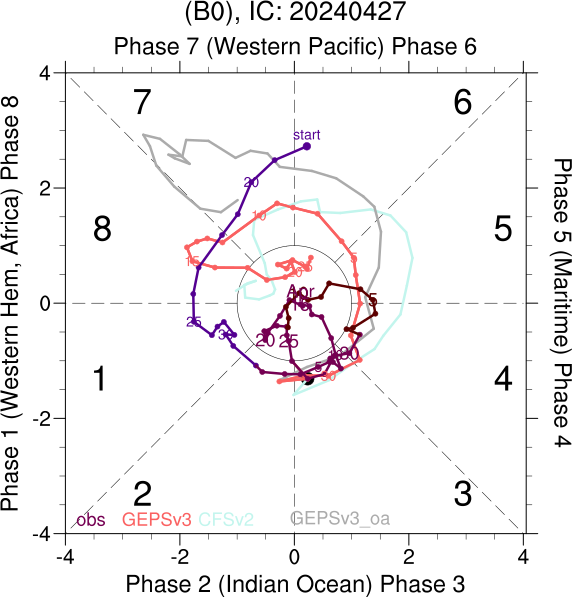 (B0), IC: 20240427
Phase 7 (Western Pacific) Phase 6
4
2
0
-2
-4
-4 -2 0 2 4
Phase 1 (Western Hem, Africa) Phase 8
Phase 5 (Maritime) Phase 4
7
6
8
5
1
4
2
3
start
20
10
15
5
Apr
15
25
30
20
25
5
30
30
obs GEPSv3 CFSv2 GEPSv3_oa
Phase 2 (Indian Ocean) Phase 3